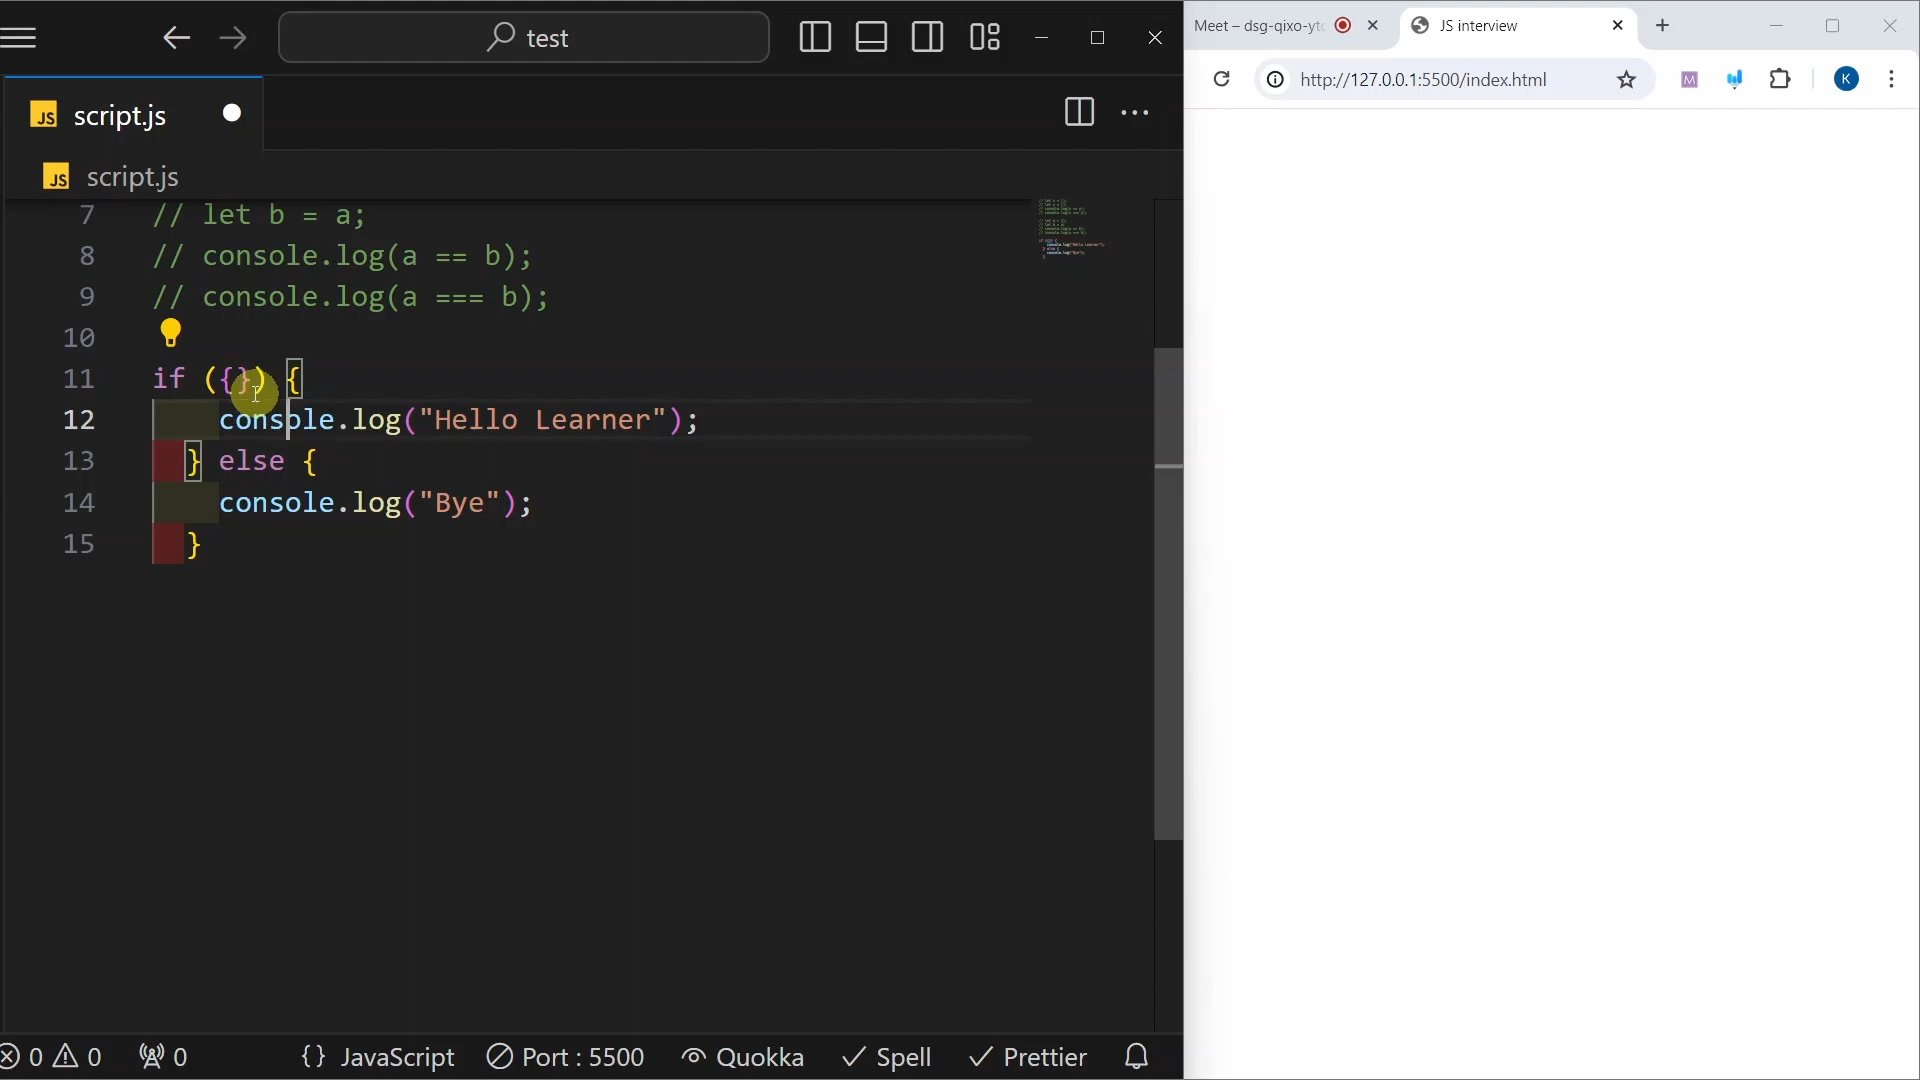 test
Meet – dsg-qixo-ytc
JS interview
http://127.0.0.1:5500/index.html
M
K
JS script.js
JS script.js
7 // let b = a;
8 // console.log(a == b);
9 // console.log(a === b);
10
11 if ({}) {
12 console.log("Hello Learner");
13 } else {
14 console.log("Bye");
15 }
0 0 0 {} JavaScript Port : 5500 Quokka Spell Prettier